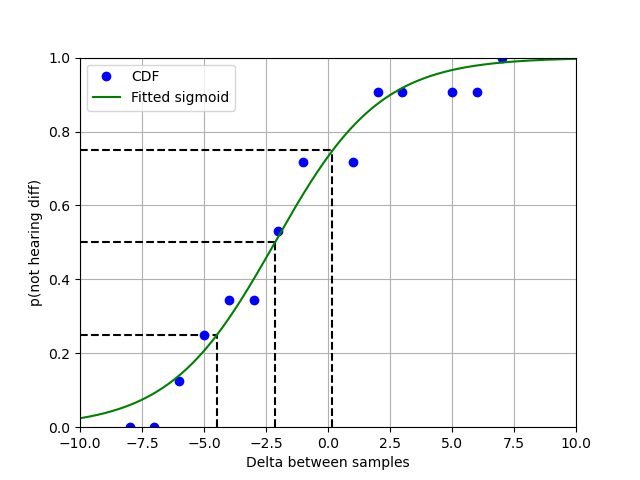 CDF
Fitted sigmoid
1.0
0.8
0.6
0.4
0.2
0.0
p(not hearing diff)
−10.0 −7.5 −5.0 −2.5 0.0 2.5 5.0 7.5 10.0
Delta between samples